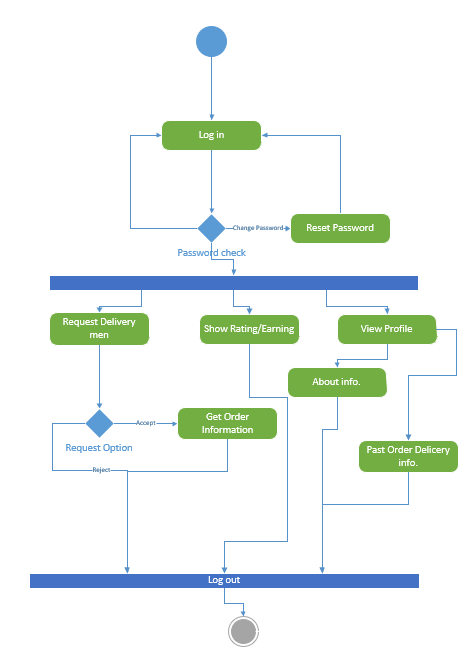 Log in
Change Password
Reset Password
Password check
Request Delivery
men
Show Rating/Earning
View Profile
About info.
Accept
Get Order
Information
Request Option
Past Order Delicery
info.
Reject
Log out